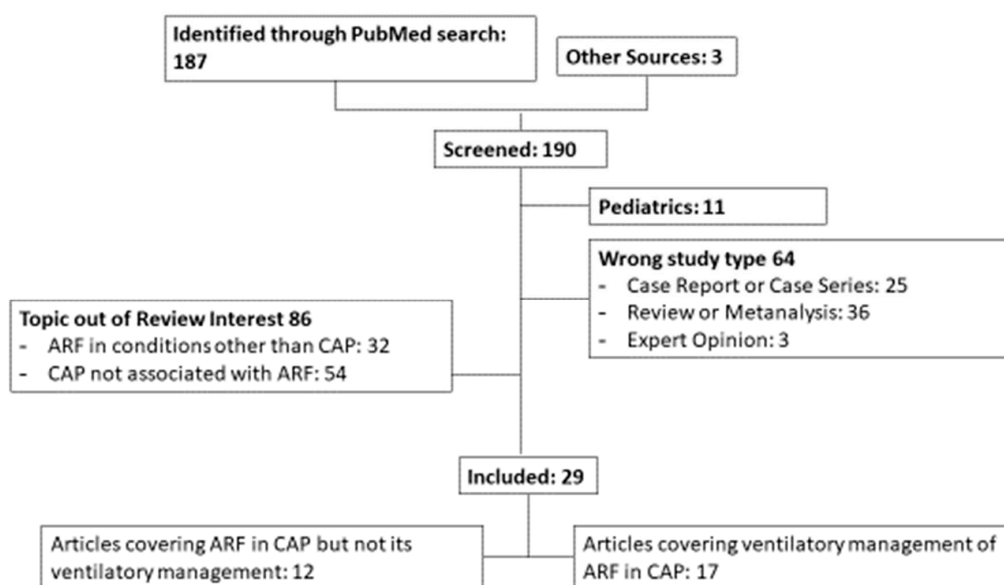 Identified through PubMed search:
187
Other Sources: 3
Screened: 190
Pediatrics: 11
Wrong study type 64
- Case Report or Case Series: 25
- Review or Metanalysis: 36
- Expert Opinion: 3
Topic out of Review Interest 86
- ARF in conditions other than CAP: 32
- CAP not associated with ARF: 54
Included: 29
Articles covering ARF in CAP but not its
ventilatory management: 12
Articles covering ventilatory management of
ARF in CAP: 17